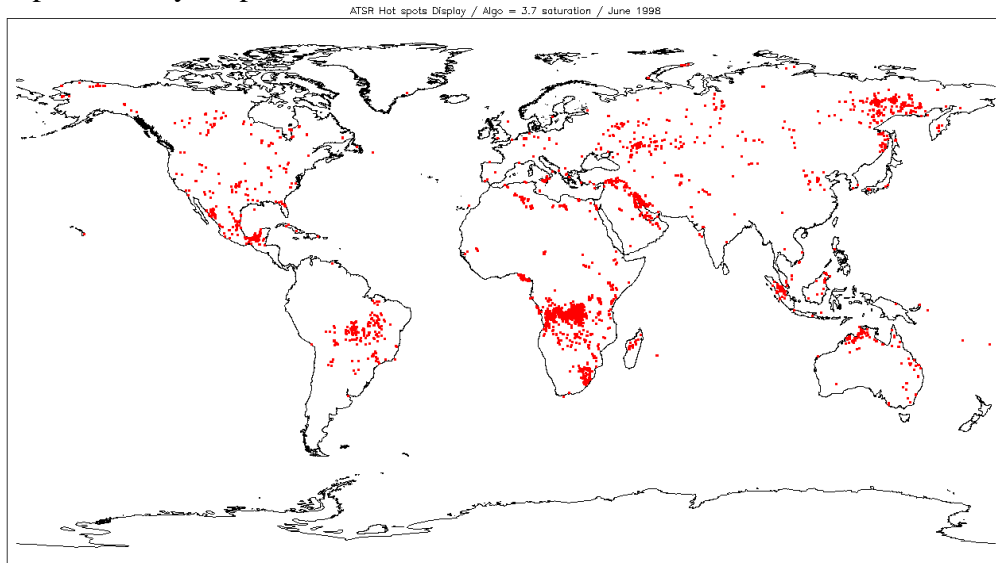 ATSR Hot spots Display / Algo = 3.7 saturation / June 1998